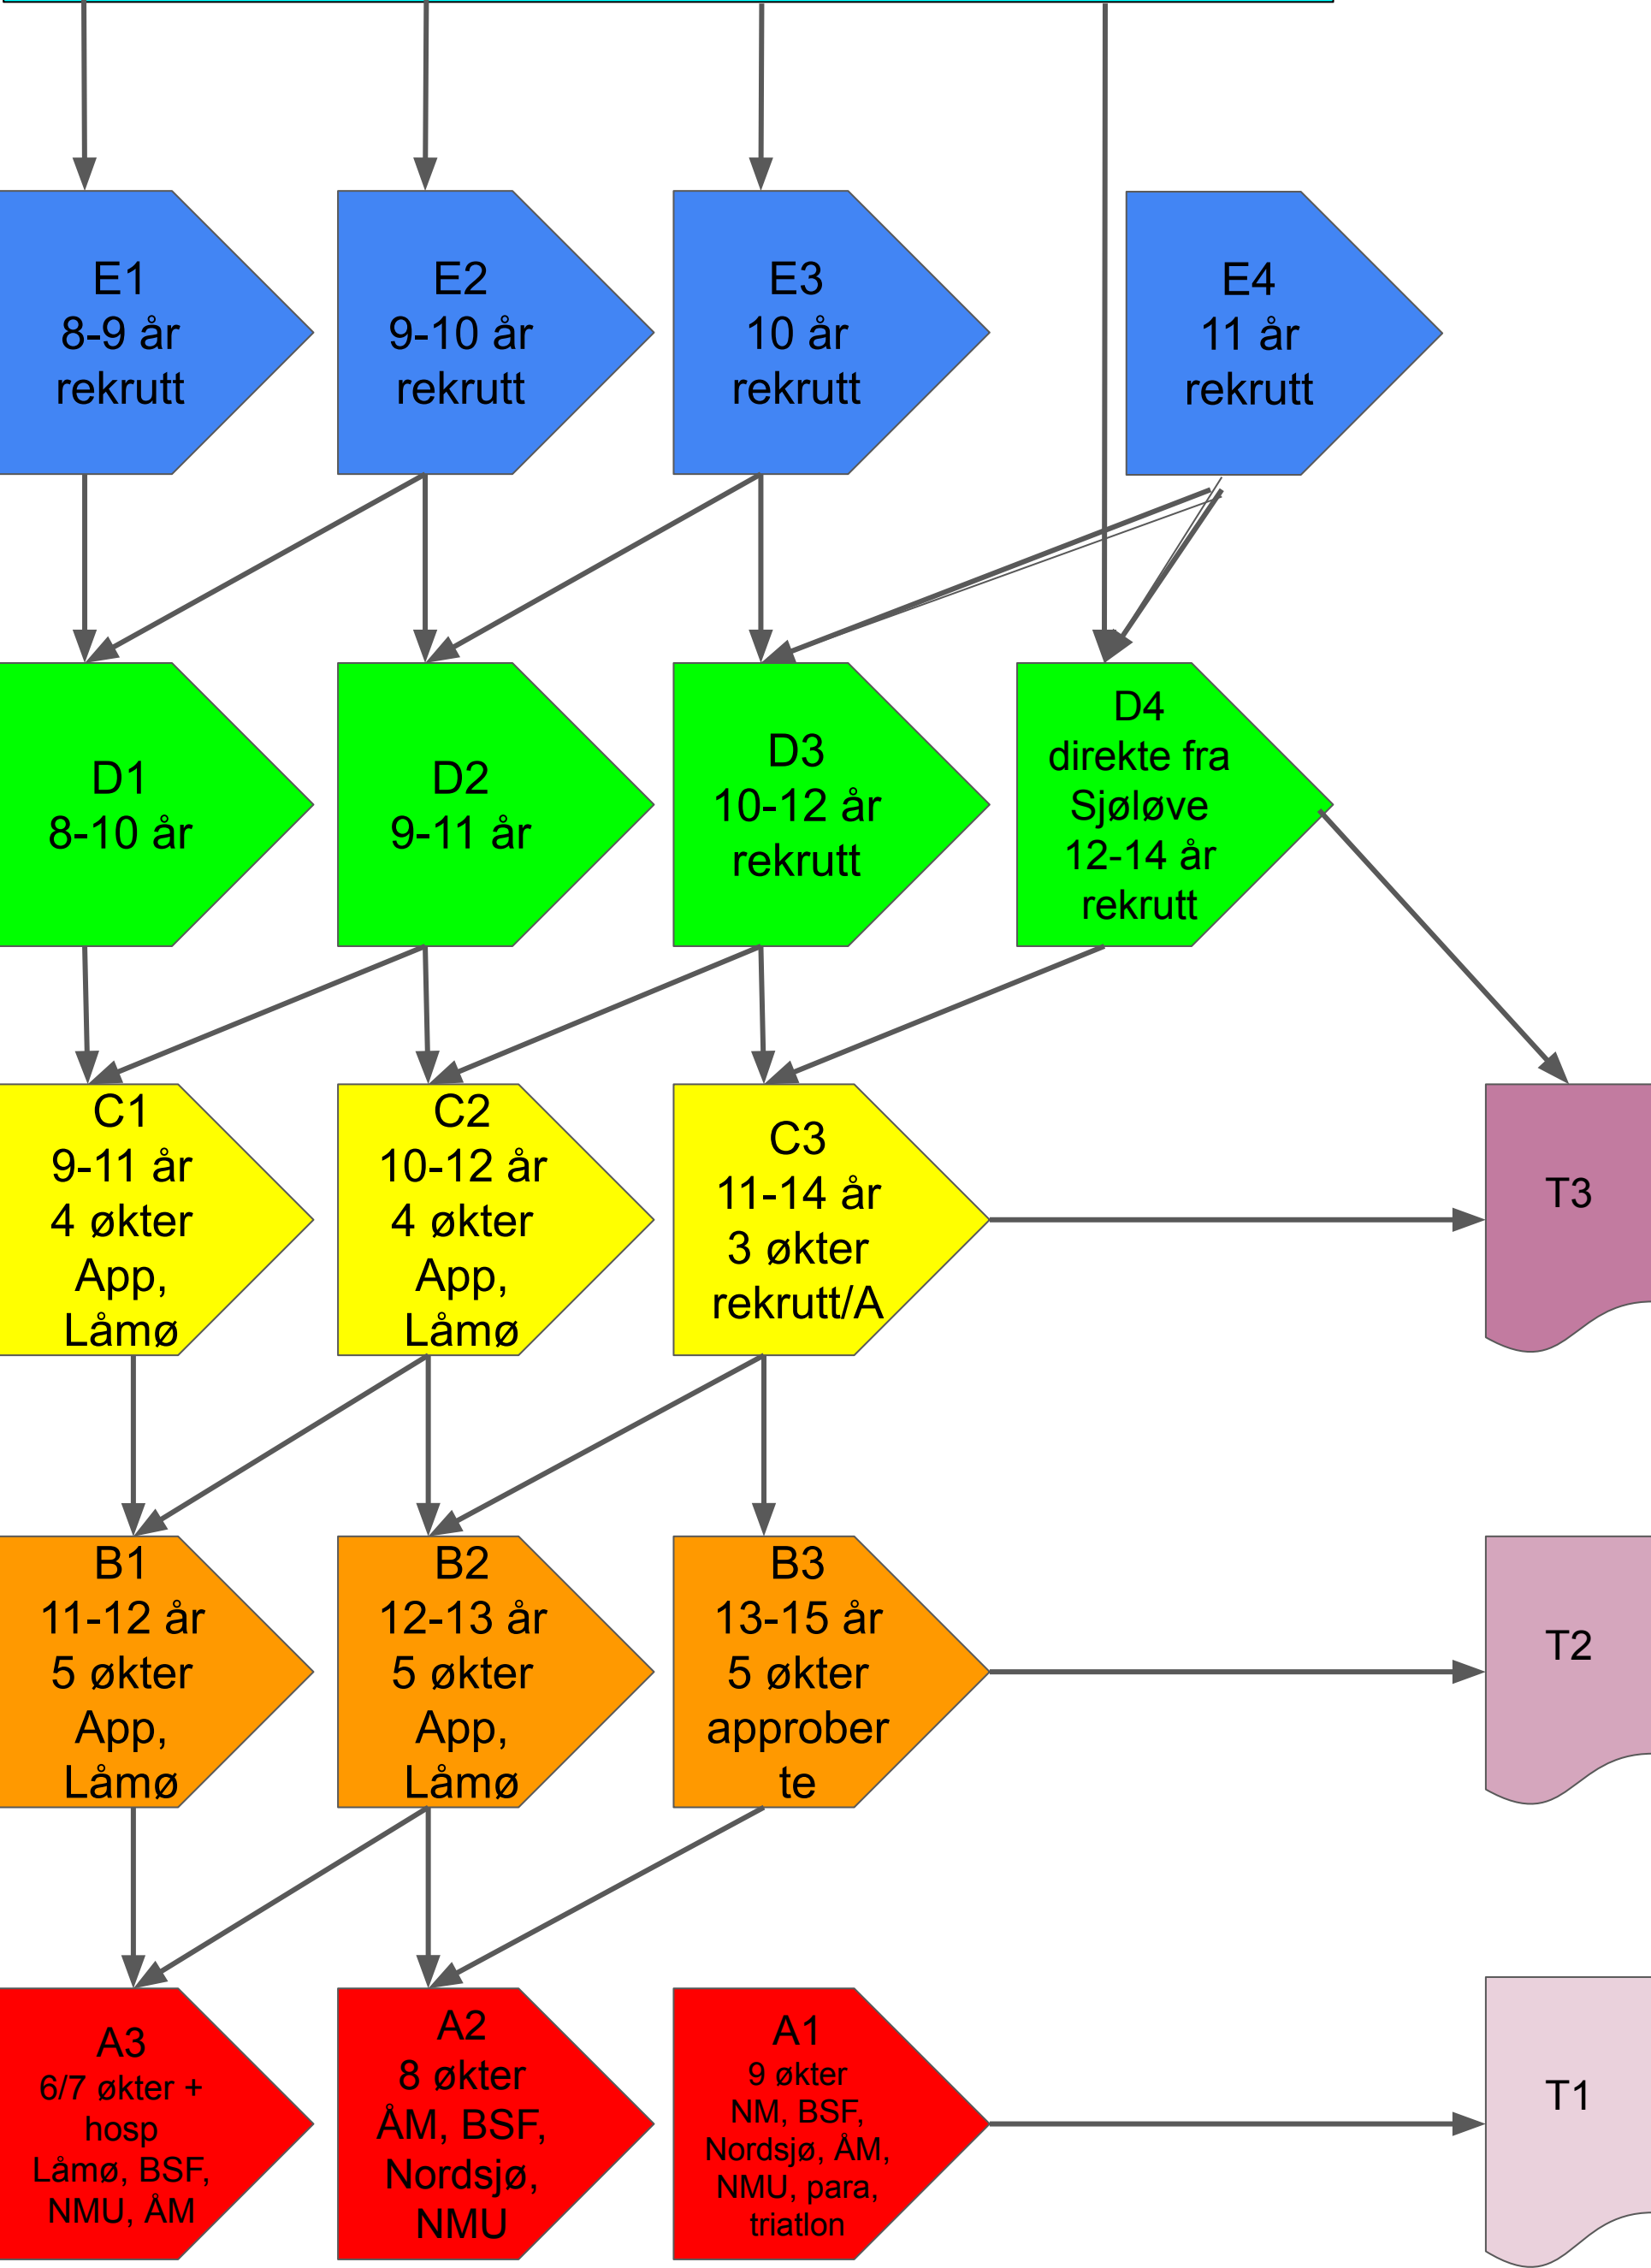 E1
8-9 år
rekrutt
E2
9-10 år
rekrutt
E3
10 år
rekrutt
E4
11 år
rekrutt
D1
8-10 år
D2
9-11 år
D3
10-12 år
rekrutt
D4
direkte fra
Sjøløve
12-14 år
rekrutt
C1
9-11 år
4 økter
App,
Låmø
C2
10-12 år
4 økter
App,
Låmø
C3
11-14 år
3 økter
rekrutt/A
T3
B1
11-12 år
5 økter
App,
Låmø
B2
12-13 år
5 økter
App,
Låmø
B3
13-15 år
5 økter
approber
te
T2
A3
6/7 økter +
hosp
Låmø, BSF,
NMU, ÅM
A2
8 økter
ÅM, BSF,
Nordsjø,
NMU
A1
9 økter
NM, BSF,
Nordsjø, ÅM,
NMU, para,
triatlon
T1